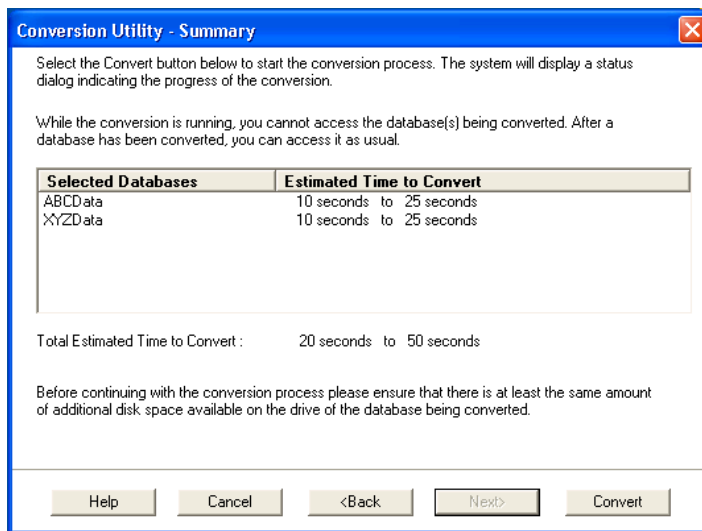 Conversion Utility - Summary
Select the Convert button below to start the conversion process. The system will display a status
dialog indicating the progress of the conversion.
While the conversion is running, you cannot access the database(s) being converted. After a
database has been converted, you can access it as usual.
Selected Databases Estimated Time to Convert
ABCData 10 seconds to 25 seconds
XYZData 10 seconds to 25 seconds
Total Estimated Time to Convert : 20 seconds to 50 seconds
Before continuing with the conversion process please ensure that there is at least the same amount
of additional disk space available on the drive of the database being converted.
Help Cancel <Back Next> Convert